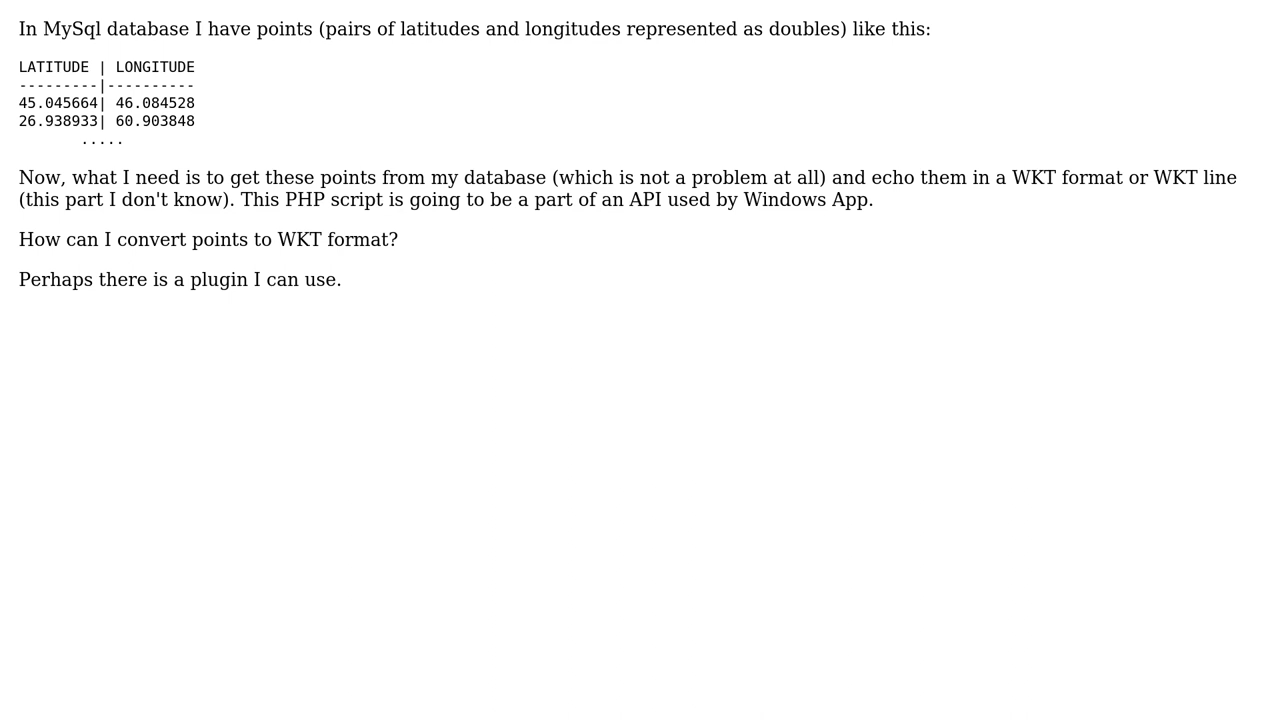 In MySql database I have points (pairs of latitudes and longitudes represented as doubles) like this:
LATITUDE | LONGITUDE
---------|----------
45.045664| 46.084528
26.938933| 60.903848
.....
Now, what I need is to get these points from my database (which is not a problem at all) and echo them in a WKT format or WKT line
(this part I don't know). This PHP script is going to be a part of an API used by Windows App.
How can I convert points to WKT format?
Perhaps there is a plugin I can use.